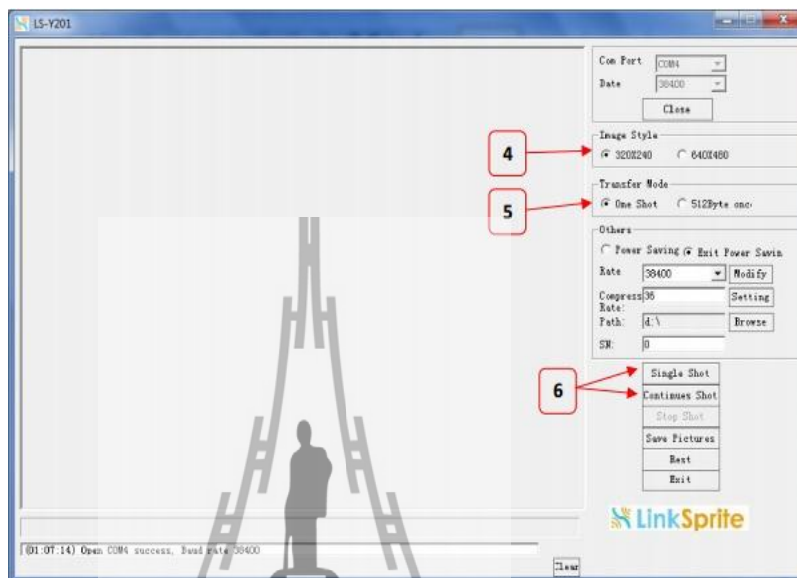 LS-Y201
Com Port COM4
Date 38400
Close
Image Style
320X240 640X480
4
Transfer Mode
One Shot 512Byte onc
5
Others
Power Saving Exit Power Savin
Rate 38400 Modify
Compress Rate: 36 Setting
Path: d:\ Browse
SN: 0
6
Single Shot
Continues Shot
Stop Shot
Save Pictures
Rest
Exit
LinkSprite
(01:07:14) Open COM4 success, Baud rate 38400
Clear